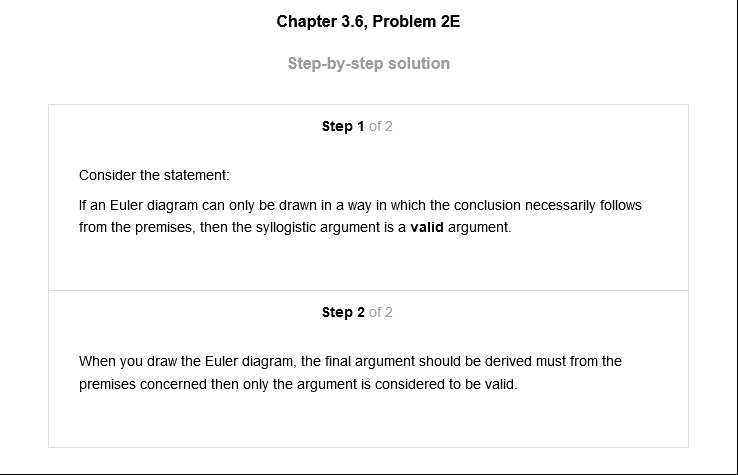 Chapter 3.6, Problem 2E
Step-by-step solution
Step 1 of 2
Consider the statement:
If an Euler diagram can only be drawn in a way in which the conclusion necessarily follows
from the premises, then the syllogistic argument is a valid argument.
Step 2 of 2
When you draw the Euler diagram, the final argument should be derived must from the
premises concerned then only the argument is considered to be valid.